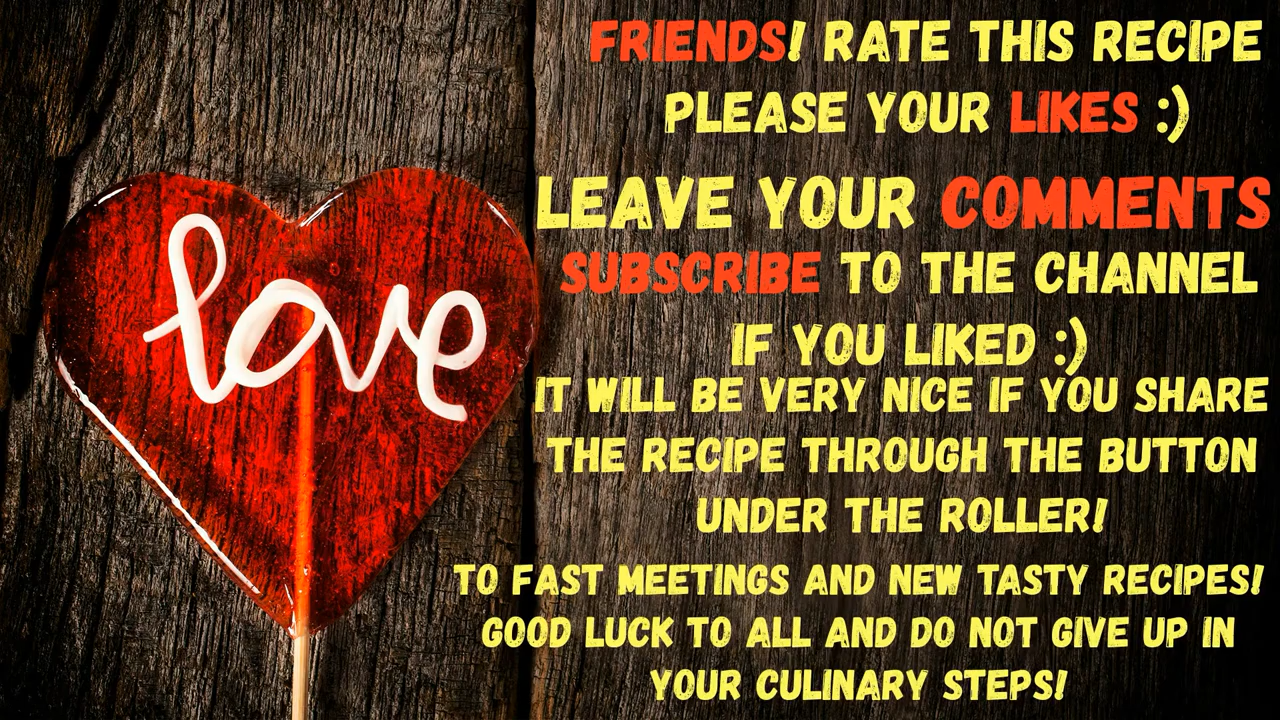 love
FRIENDS! RATE THIS RECIPE
PLEASE YOUR LIKES :)
LEAVE YOUR COMMENTS
SUBSCRIBE TO THE CHANNEL
IF YOU LIKED :)
IT WILL BE VERY NICE IF YOU SHARE
THE RECIPE THROUGH THE BUTTON
UNDER THE ROLLER!
TO FAST MEETINGS AND NEW TASTY RECIPES!
GOOD LUCK TO ALL AND DO NOT GIVE UP IN
YOUR CULINARY STEPS!